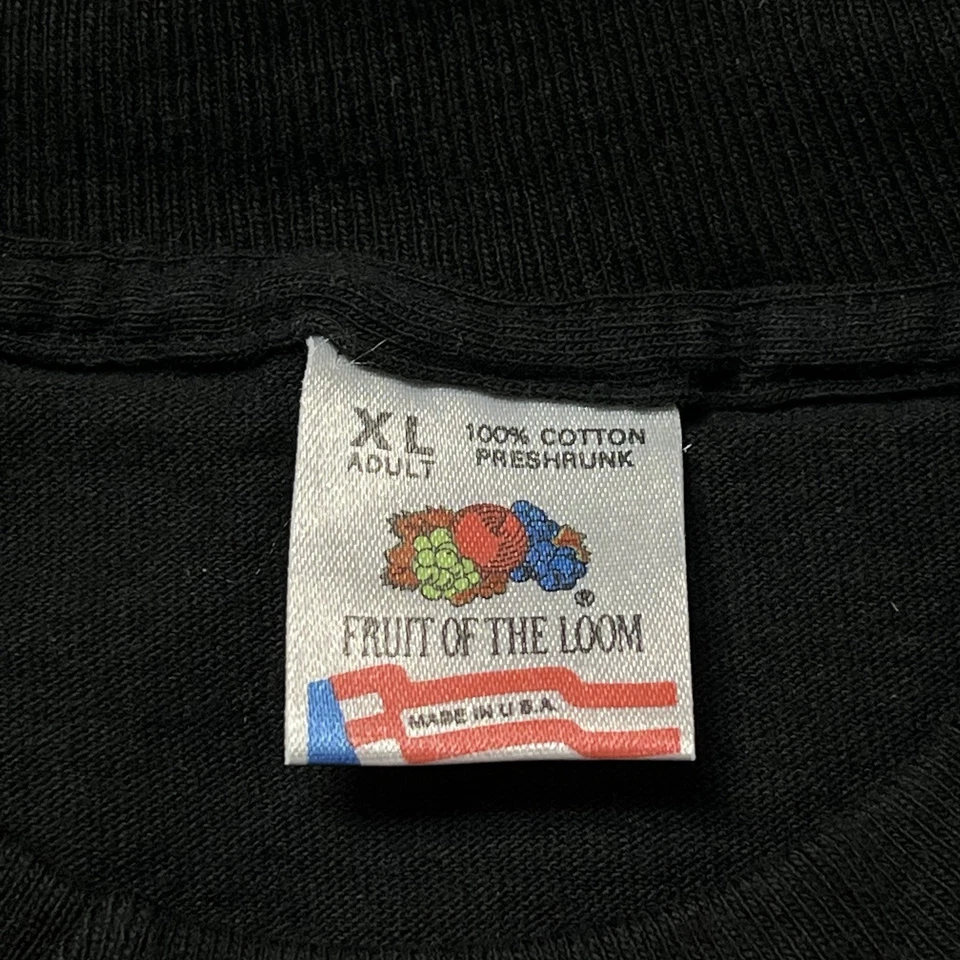 XL
ADULT
100% COTTON
PRESHRUNK
®
FRUIT OF THE LOOM
MADE IN U.S.A.